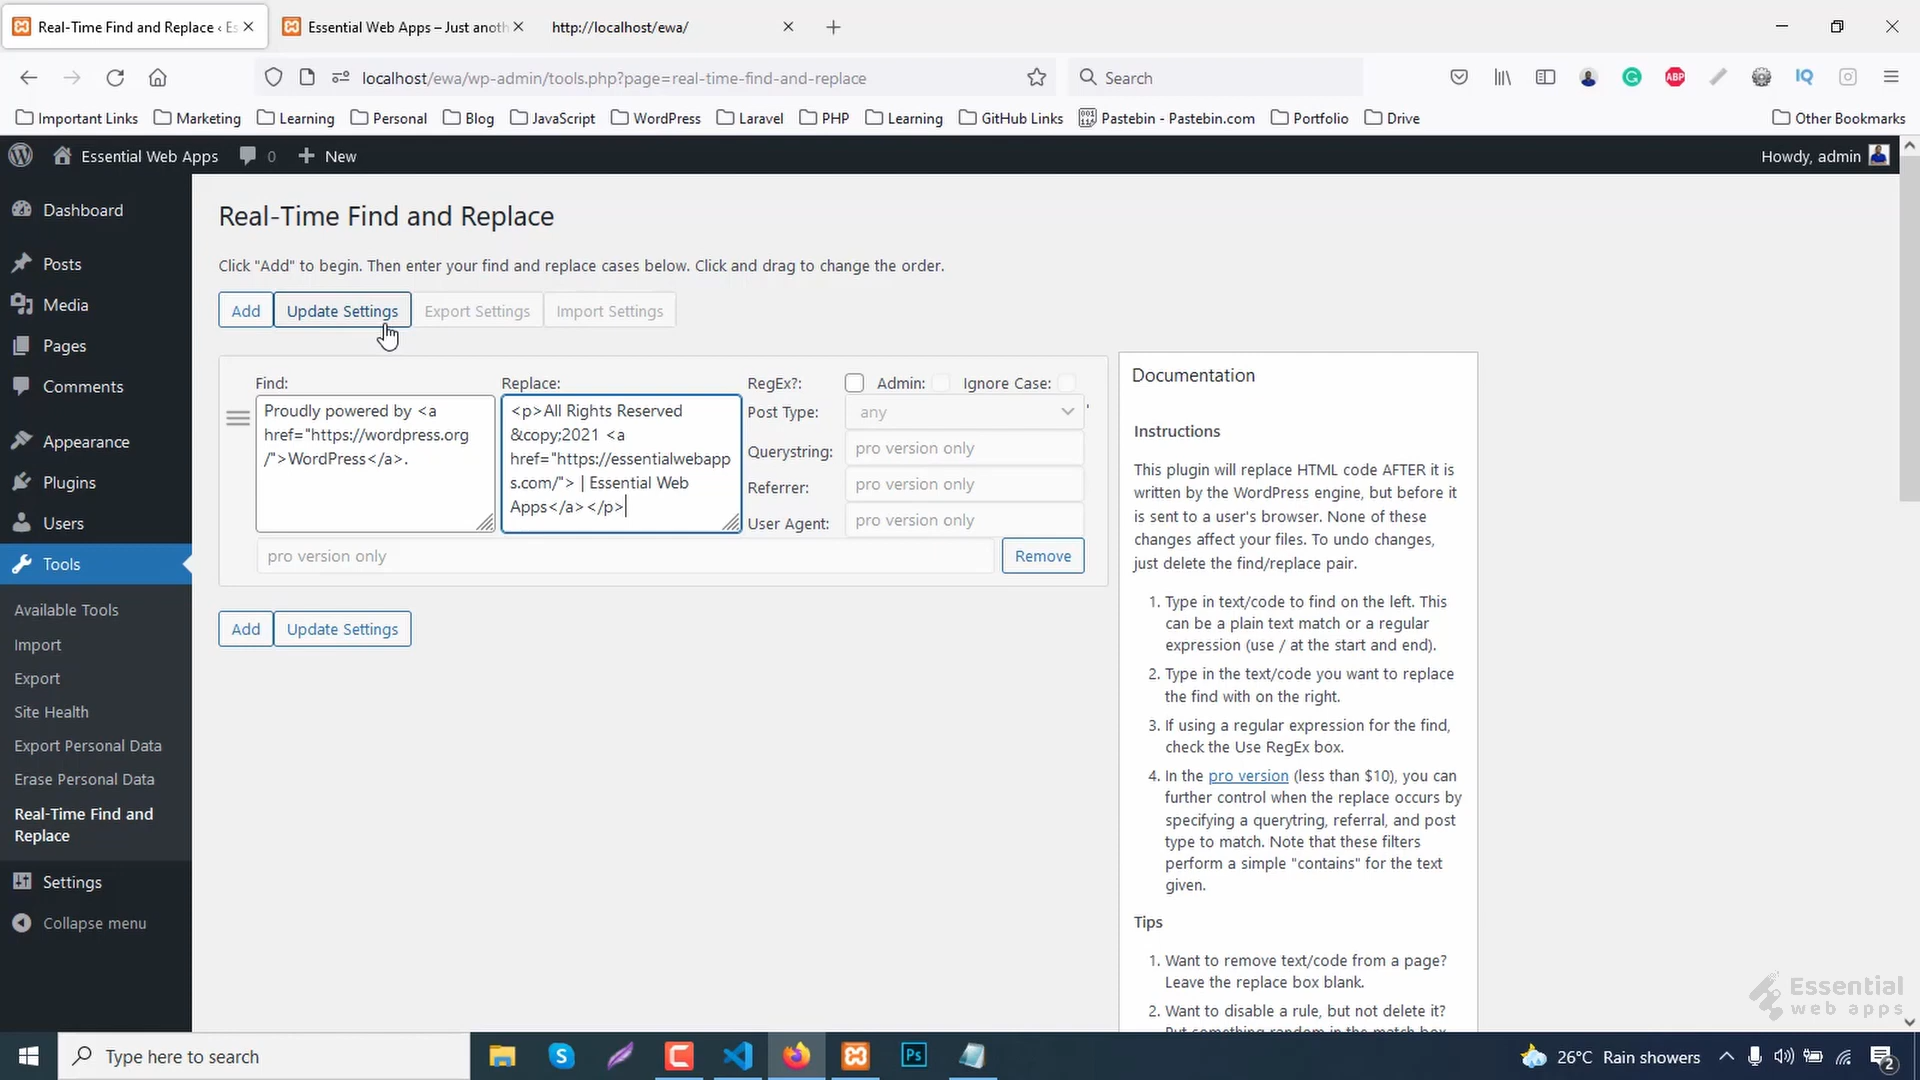 Real-Time Find and Replace ‹ Es
Essential Web Apps – Just anoth
http://localhost/ewa/
localhost/ewa/wp-admin/tools.php?page=real-time-find-and-replace
Search
ABP
IQ
Important Links
Marketing
Learning
Personal
Blog
JavaScript
WordPress
Laravel
PHP
Learning
GitHub Links
Pastebin - Pastebin.com
Portfolio
Drive
Other Bookmarks
Essential Web Apps
0
New
Howdy, admin
Dashboard
Posts
Media
Pages
Comments
Appearance
Plugins
Users
Tools
Available Tools
Import
Export
Site Health
Export Personal Data
Erase Personal Data
Real-Time Find and
Replace
Settings
Collapse menu
Real-Time Find and Replace
Click "Add" to begin. Then enter your find and replace cases below. Click and drag to change the order.
Add
Update Settings
Export Settings
Import Settings
Find:
Proudly powered by <a
href="https://wordpress.org
/">WordPress</a>.
Replace:
<p>All Rights Reserved
&copy;2021 <a
href="https://essentialwebapp
s.com/"> | Essential Web
Apps</a></p>
RegEx?:
Admin:
Ignore Case:
Post Type:
any
'
Querystring:
pro version only
Referrer:
pro version only
User Agent:
pro version only
pro version only
Remove
Add
Update Settings
Documentation
Instructions
This plugin will replace HTML code AFTER it is
written by the WordPress engine, but before it
is sent to a user's browser. None of these
changes affect your files. To undo changes,
just delete the find/replace pair.
1. Type in text/code to find on the left. This
can be a plain text match or a regular
expression (use / at the start and end).
2. Type in the text/code you want to replace
the find with on the right.
3. If using a regular expression for the find,
check the Use RegEx box.
4. In the pro version (less than $10), you can
further control when the replace occurs by
specifying a querytring, referral, and post
type to match. Note that these filters
perform a simple "contains" for the text
given.
Tips
1. Want to remove text/code from a page?
Leave the replace box blank.
2. Want to disable a rule, but not delete it?
Put something random in the match box
Essential
web apps
Type here to search
Ps
26°C Rain showers
2